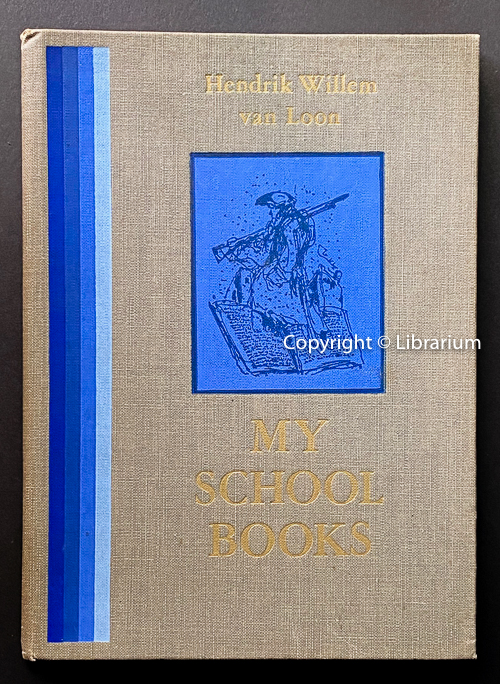 Hendrik Willem
van Loon
Copyright © Librarium
MY
SCHOOL
BOOKS